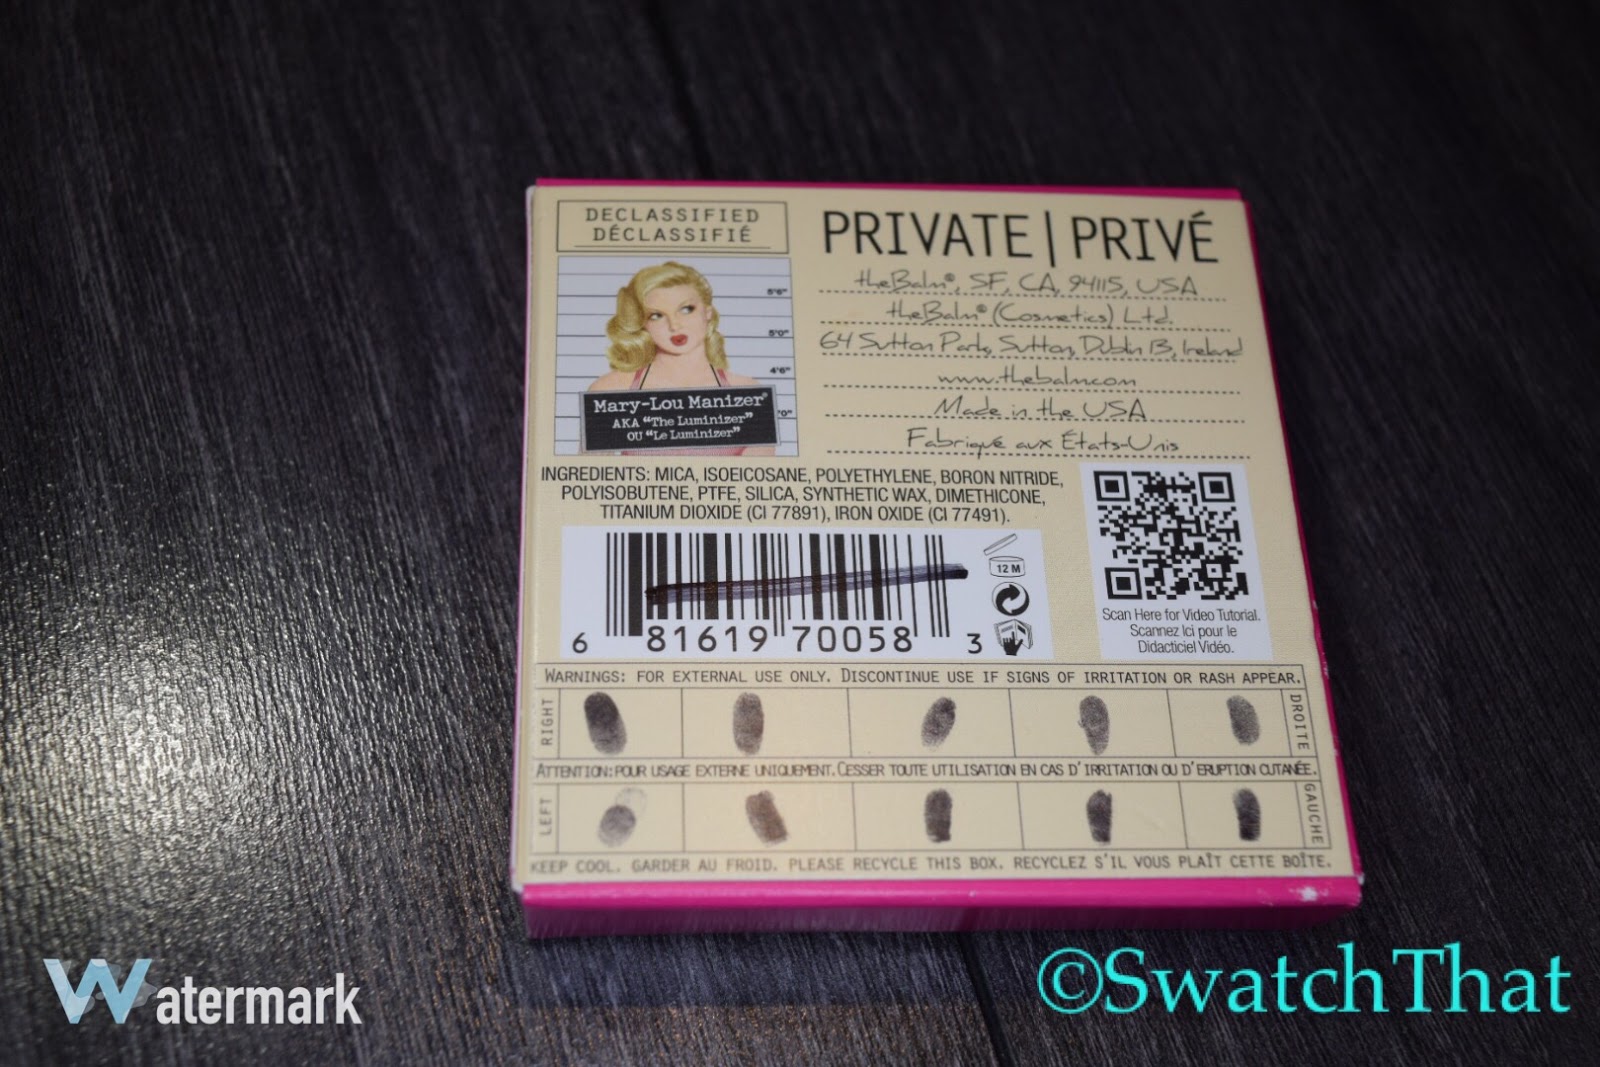 DECLASSIFIED
DÉCLASSIFIÉ
5'6"
5'0"
4'6"
Mary-Lou Manizer®
AKA "The Luminizer"
OU "Le Luminizer"
PRIVATE | PRIVÉ
theBalm®, SF, CA, 94115, USA
theBalm® (Cosmetics) Ltd.
64 Sutton Park, Sutton, Dublin 13, Ireland
www.thebalm.com
Made in the USA
Fabriqué aux États-Unis
INGREDIENTS: MICA, ISOEICOSANE, POLYETHYLENE, BORON NITRIDE,
POLYISOBUTENE, PTFE, SILICA, SYNTHETIC WAX, DIMETHICONE,
TITANIUM DIOXIDE (CI 77891), IRON OXIDE (CI 77491).
6 81619 70058 3
12 M
Scan Here for Video Tutorial.
Scannez Ici pour le
Didacticiel Vidéo.
WARNINGS: FOR EXTERNAL USE ONLY. DISCONTINUE USE IF SIGNS OF IRRITATION OR RASH APPEAR.
RIGHT
DROITE
ATTENTION: POUR USAGE EXTERNE UNIQUEMENT. CESSER TOUTE UTILISATION EN CAS D'IRRITATION OU D'ERUPTION CUTANÉE.
LEFT
GAUCHE
KEEP COOL. GARDER AU FROID. PLEASE RECYCLE THIS BOX. RECYCLEZ S'IL VOUS PLAÎT CETTE BOÎTE.
Watermark
©SwatchThat